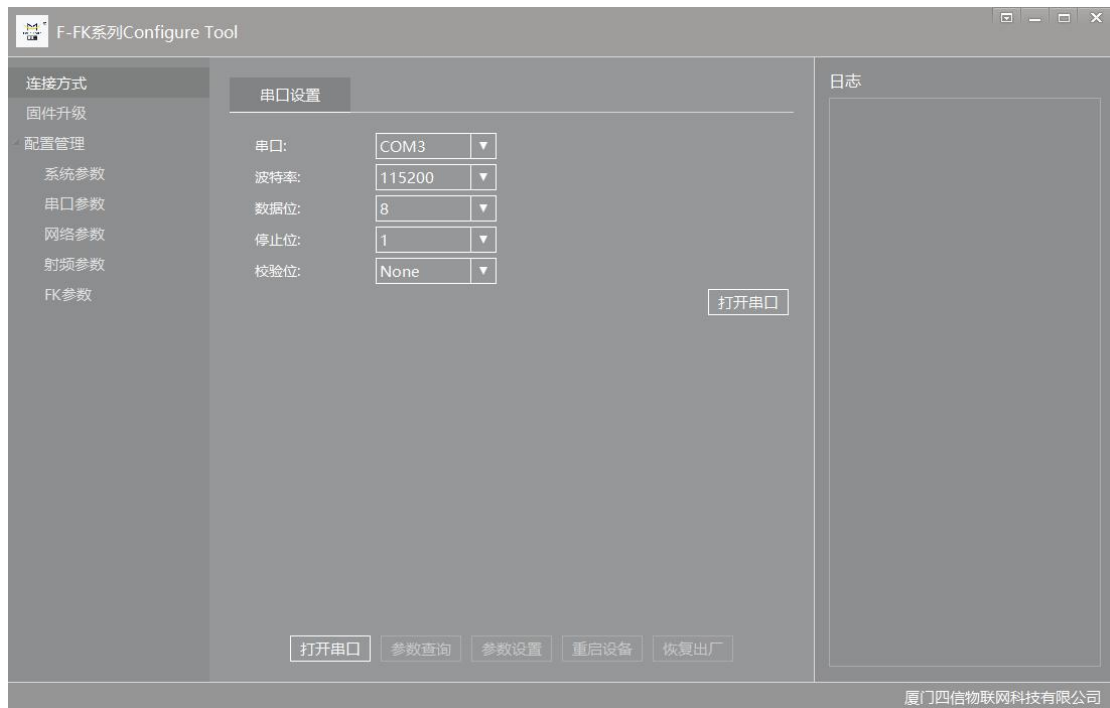 F-FK系列Configure Tool
连接方式
固件升级
配置管理
系统参数
串口参数
网络参数
射频参数
FK参数
串口设置
串口: COM3
波特率: 115200
数据位: 8
停止位: 1
校验位: None
打开串口
打开串口 参数查询 参数设置 重启设备 恢复出厂
日志
厦门四信物联网科技有限公司